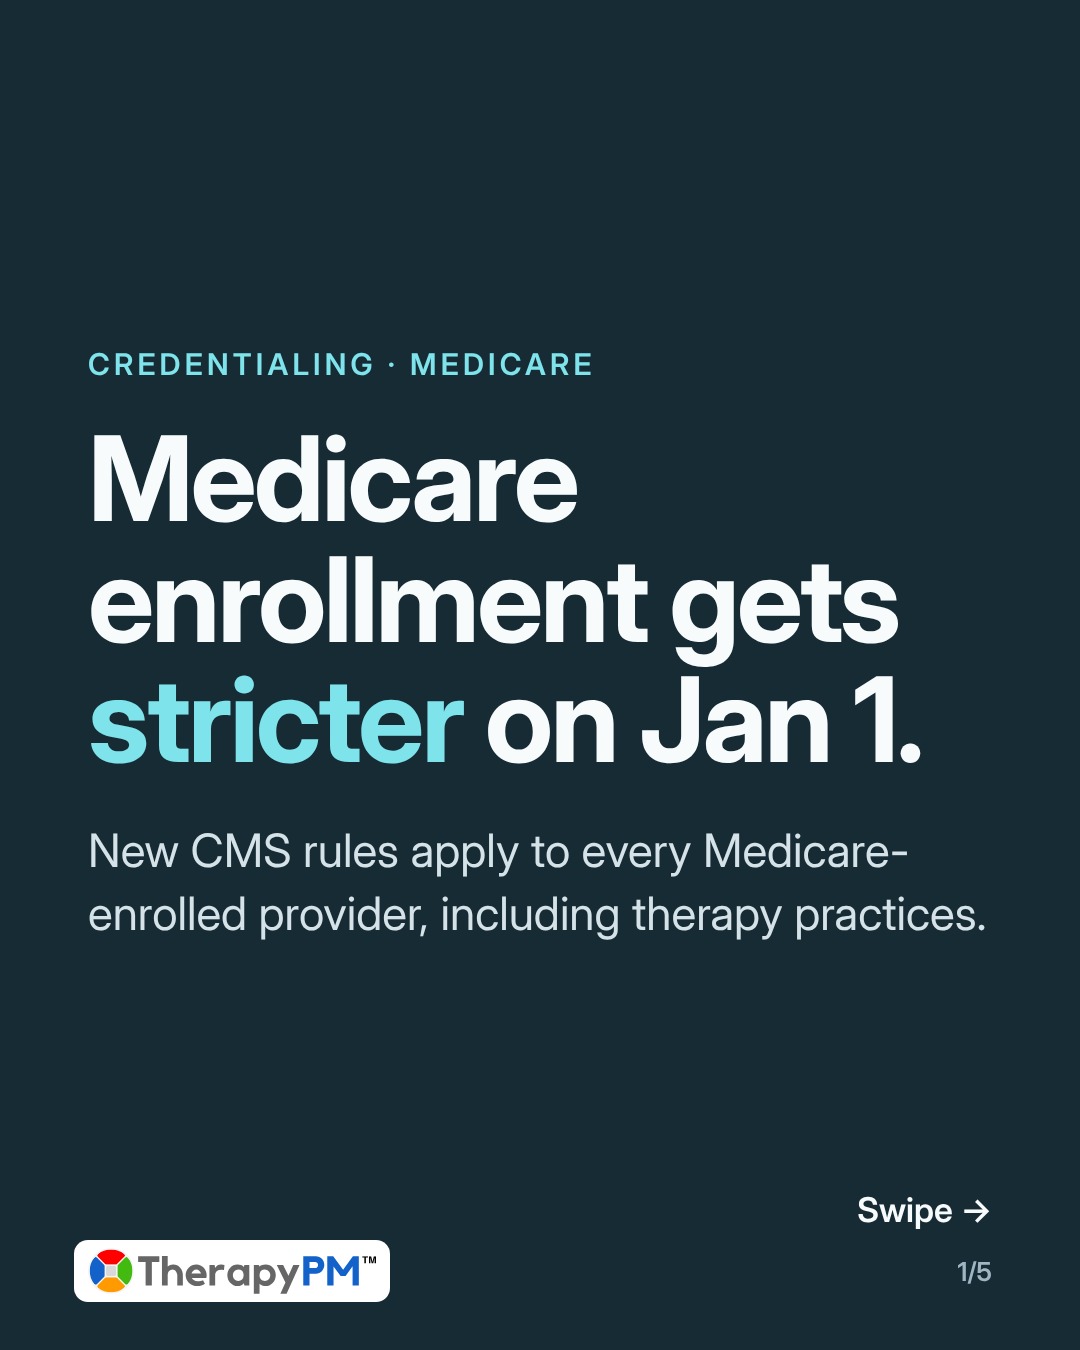 CREDENTIALING · MEDICARE
Medicare
enrollment gets
stricter on Jan 1.
New CMS rules apply to every Medicare-
enrolled provider, including therapy practices.
Swipe →
TherapyPM™
1/5